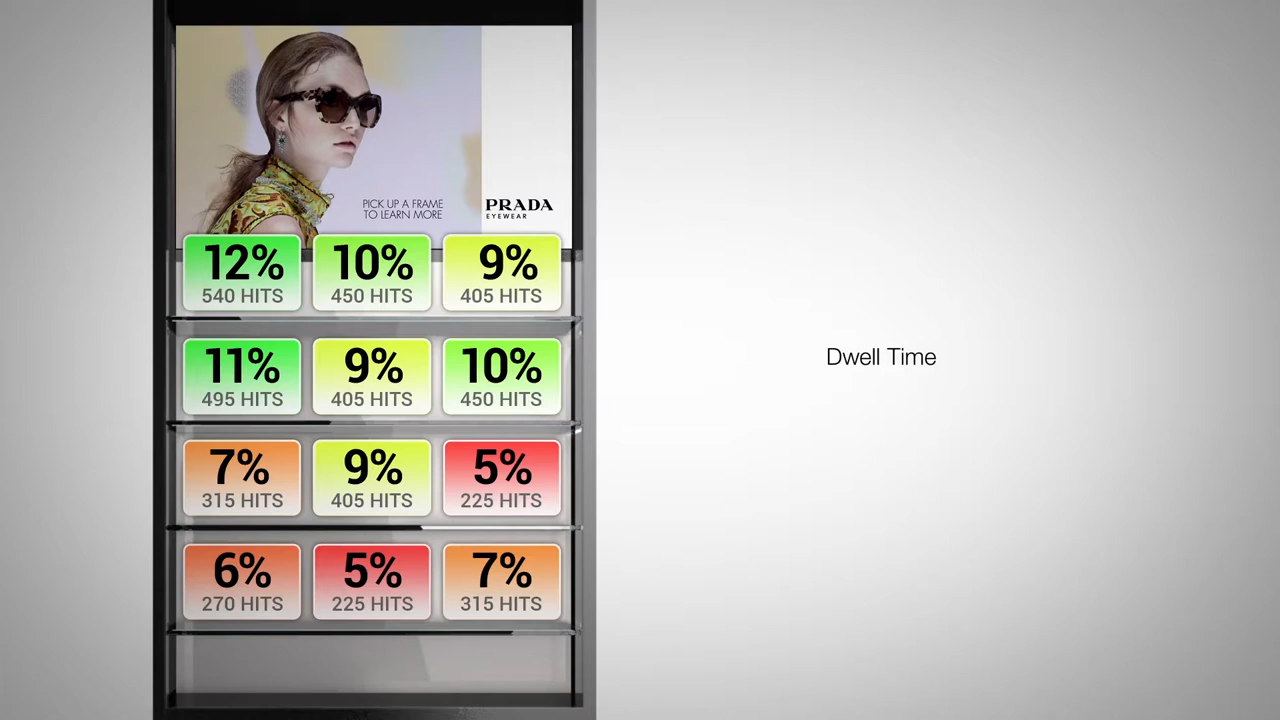 PICK UP A FRAME
TO LEARN MORE
PRADA
EYEWEAR
12% 10% 9%
540 HITS 450 HITS 405 HITS
11% 9% 10%
495 HITS 405 HITS 450 HITS
7% 9% 5%
315 HITS 405 HITS 225 HITS
6% 5% 7%
270 HITS 225 HITS 315 HITS
Dwell Time